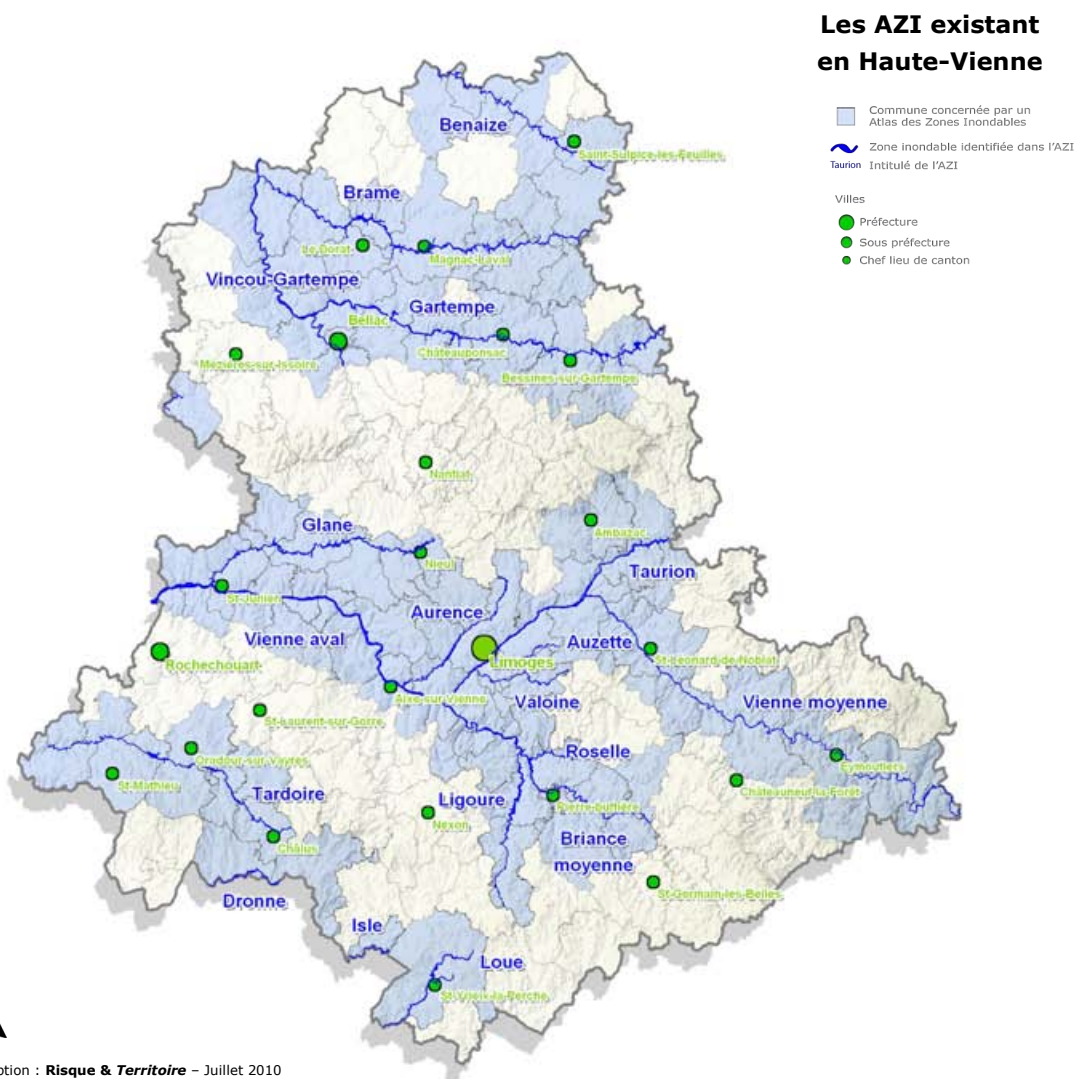 Les AZI existant
en Haute-Vienne
Commune concernée par un
Atlas des Zones Inondables
Zone inondable identifiée dans l'AZI
Taurion
Intitulé de l'AZI
Villes
Préfecture
Sous préfecture
Chef lieu de canton
Benaize
Saint-Sulpice-les-Feuilles
Brame
Le Dorat
Magnac-Laval
Vincou-Gartempe
Gartempe
Bellac
Châteauponsac
Mézières-sur-Issoire
Bessines-sur-Gartempe
Nantiat
Glane
Ambazac
Nieul
Taurion
St-Junien
Aurence
Vienne aval
Auzette
Limoges
St-Léonard-de-Noblat
Rochechouart
Aixe-sur-Vienne
Valoine
Vienne moyenne
St-Laurent-sur-Gorre
Roselle
Oradour-sur-Vayres
Eymoutiers
St-Mathieu
Châteauneuf-la-Forêt
Tardoire
Ligoure
Pierre-buffière
Nexon
Briance
moyenne
Châlus
St-Germain-les-Belles
Dronne
Isle
Loue
St-Yrieix-la-Perche
ption : Risque & Territoire – Juillet 2010